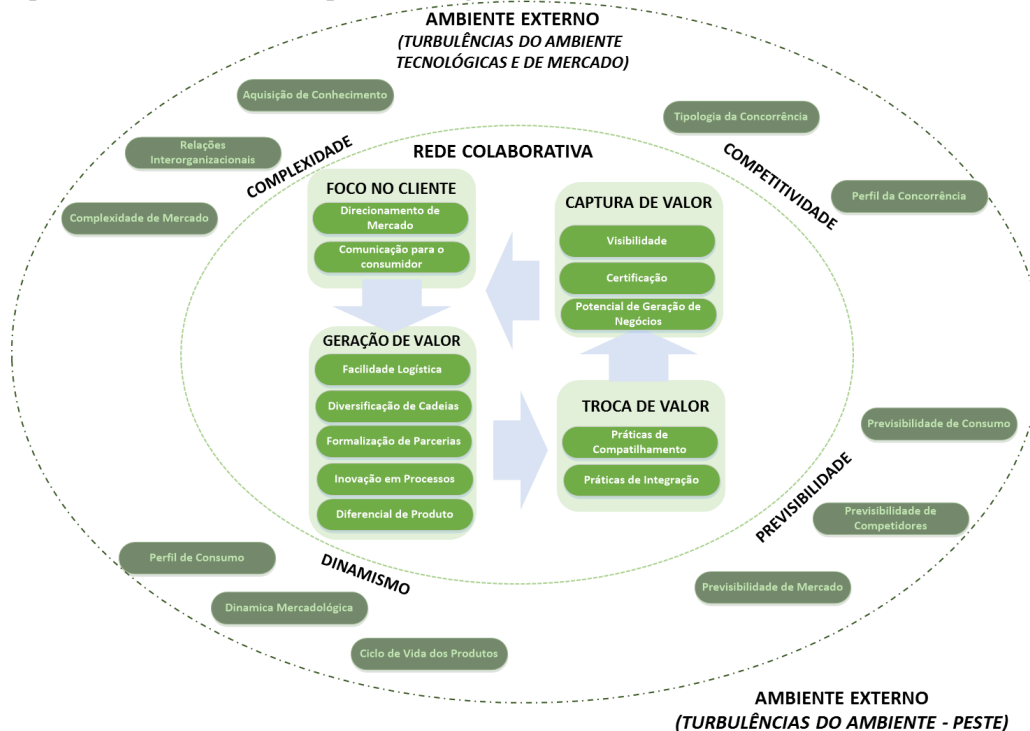 AMBIENTE EXTERNO
(TURBULÊNCIAS DO AMBIENTE
TECNOLÓGICAS E DE MERCADO)
Aquisição de Conhecimento
Relações
Interorganizacionais
Complexidade de Mercado
COMPLEXIDADE
Tipologia da Concorrência
Perfil da Concorrência
COMPETITIVIDADE
REDE COLABORATIVA
FOCO NO CLIENTE
Direcionamento de
Mercado
Comunicação para o
consumidor
CAPTURA DE VALOR
Visibilidade
Certificação
Potencial de Geração de
Negócios
GERAÇÃO DE VALOR
Facilidade Logística
Diversificação de Cadeias
Formalização de Parcerias
Inovação em Processos
Diferencial de Produto
TROCA DE VALOR
Práticas de
Compatilhamento
Práticas de Integração
Previsibilidade de Consumo
Previsibilidade de
Competidores
Previsibilidade de Mercado
PREVISIBILIDADE
DINAMISMO
Perfil de Consumo
Dinamica Mercadológica
Ciclo de Vida dos Produtos
AMBIENTE EXTERNO
(TURBULÊNCIAS DO AMBIENTE - PESTE)